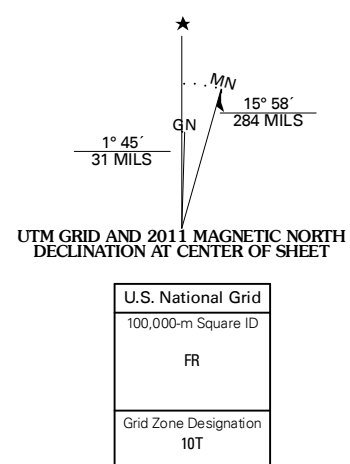 MN
GN
15° 58´
284 MILS
1° 45´
31 MILS
UTM GRID AND 2011 MAGNETIC NORTH
DECLINATION AT CENTER OF SHEET
U.S. National Grid
100,000-m Square ID
FR
Grid Zone Designation
10T